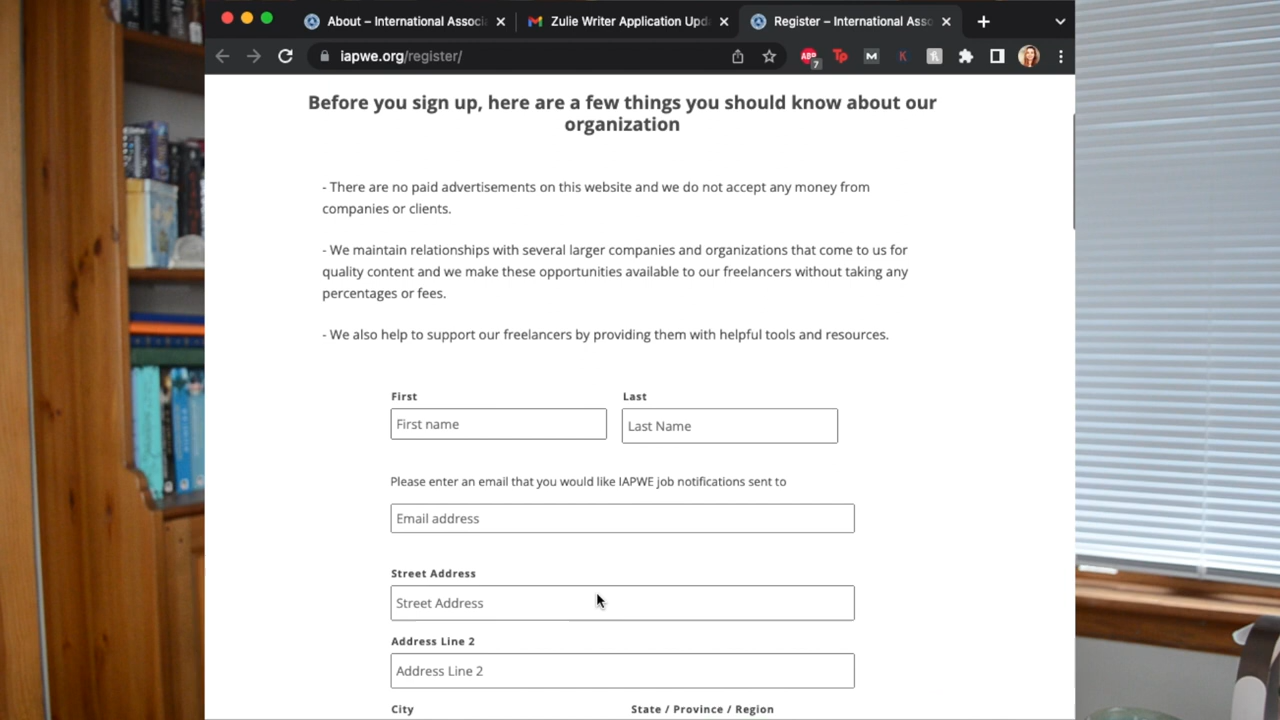 About – International Associa
Zulie Writer Application Upd
Register – International Asso
iapwe.org/register/
ABP
7
Tp
M
K
Before you sign up, here are a few things you should know about our
organization
- There are no paid advertisements on this website and we do not accept any money from
companies or clients.
- We maintain relationships with several larger companies and organizations that come to us for
quality content and we make these opportunities available to our freelancers without taking any
percentages or fees.
- We also help to support our freelancers by providing them with helpful tools and resources.
First
Last
First name
Last Name
Please enter an email that you would like IAPWE job notifications sent to
Email address
Street Address
Street Address
Address Line 2
Address Line 2
City
State / Province / Region